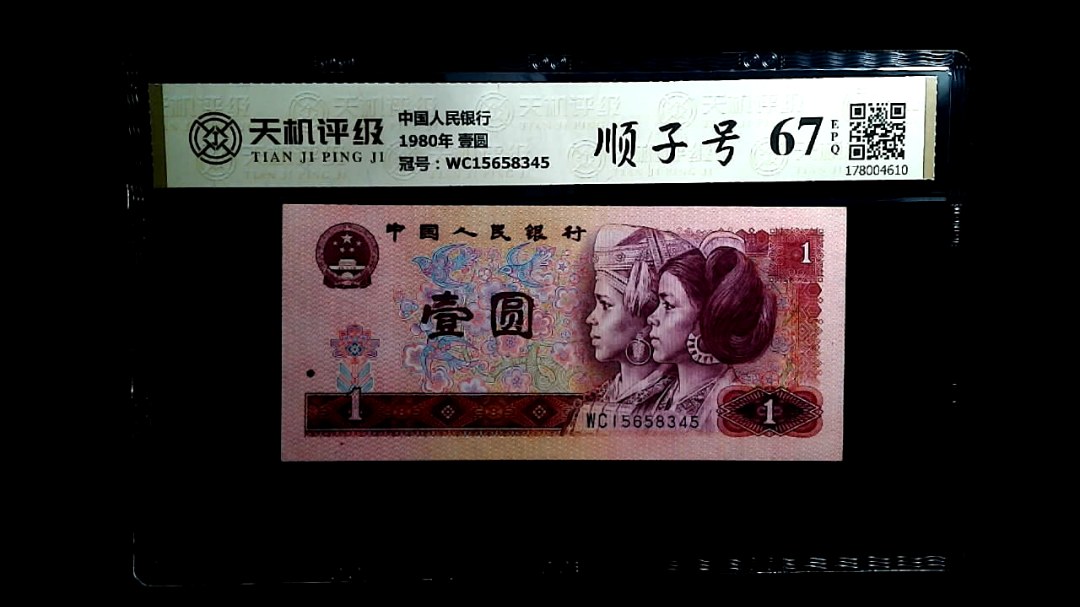 天机评级
TIAN JI PING JI
中国人民银行
1980年 壹圆
冠号：WC15658345
顺子号
67
EPQ
178004610
中国人民银行
壹圆
1
1
WC15658345
1